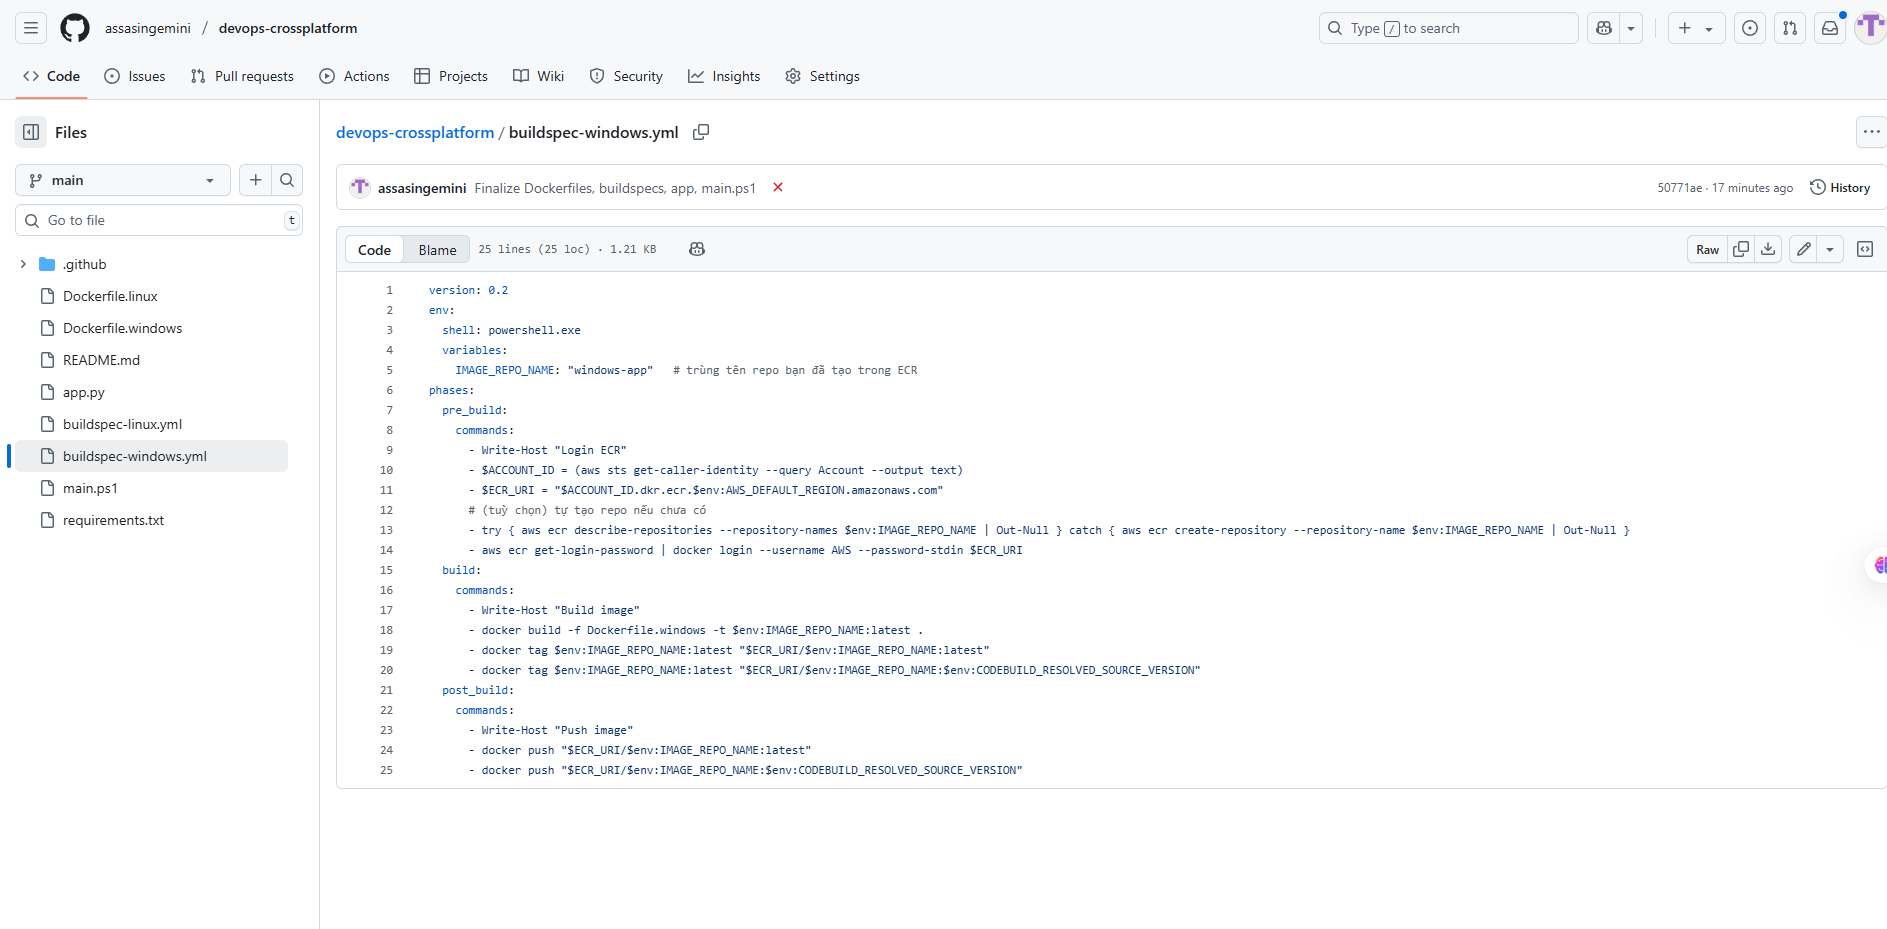 assasingemini / devops-crossplatform
Type / to search
Code
Issues
Pull requests
Actions
Projects
Wiki
Security
Insights
Settings
Files
main
Go to file
t
.github
Dockerfile.linux
Dockerfile.windows
README.md
app.py
buildspec-linux.yml
buildspec-windows.yml
main.ps1
requirements.txt
devops-crossplatform / buildspec-windows.yml
assasingemini Finalize Dockerfiles, buildspecs, app, main.ps1
50771ae · 17 minutes ago
History
Code
Blame
25 lines (25 loc) · 1.21 KB
Raw
1 version: 0.2
2 env:
3   shell: powershell.exe
4   variables:
5     IMAGE_REPO_NAME: "windows-app"   # trùng tên repo bạn đã tạo trong ECR
6 phases:
7   pre_build:
8     commands:
9       - Write-Host "Login ECR"
10       - $ACCOUNT_ID = (aws sts get-caller-identity --query Account --output text)
11       - $ECR_URI = "$ACCOUNT_ID.dkr.ecr.$env:AWS_DEFAULT_REGION.amazonaws.com"
12       # (tuỳ chọn) tự tạo repo nếu chưa có
13       - try { aws ecr describe-repositories --repository-names $env:IMAGE_REPO_NAME | Out-Null } catch { aws ecr create-repository --repository-name $env:IMAGE_REPO_NAME | Out-Null }
14       - aws ecr get-login-password | docker login --username AWS --password-stdin $ECR_URI
15   build:
16     commands:
17       - Write-Host "Build image"
18       - docker build -f Dockerfile.windows -t $env:IMAGE_REPO_NAME:latest .
19       - docker tag $env:IMAGE_REPO_NAME:latest "$ECR_URI/$env:IMAGE_REPO_NAME:latest"
20       - docker tag $env:IMAGE_REPO_NAME:latest "$ECR_URI/$env:IMAGE_REPO_NAME:$env:CODEBUILD_RESOLVED_SOURCE_VERSION"
21   post_build:
22     commands:
23       - Write-Host "Push image"
24       - docker push "$ECR_URI/$env:IMAGE_REPO_NAME:latest"
25       - docker push "$ECR_URI/$env:IMAGE_REPO_NAME:$env:CODEBUILD_RESOLVED_SOURCE_VERSION"